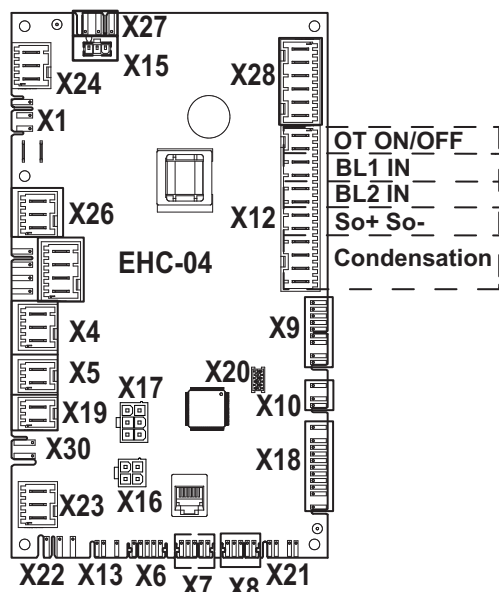 X27
X15
X24
X28
X1
OT ON/OFF
BL1 IN
BL2 IN
X26
X12
So+ So-
EHC-04
Condensation
X4
X9
X5
X17
X20
X19
X10
X30
X18
X16
X23
X22
X13
X6
X7
X8
X21